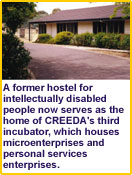 A former hostel for
intellectually disabled
people now serves as the
home of CREEDA's third
incubator, which houses
microenterprises and
personal services
enterprises.